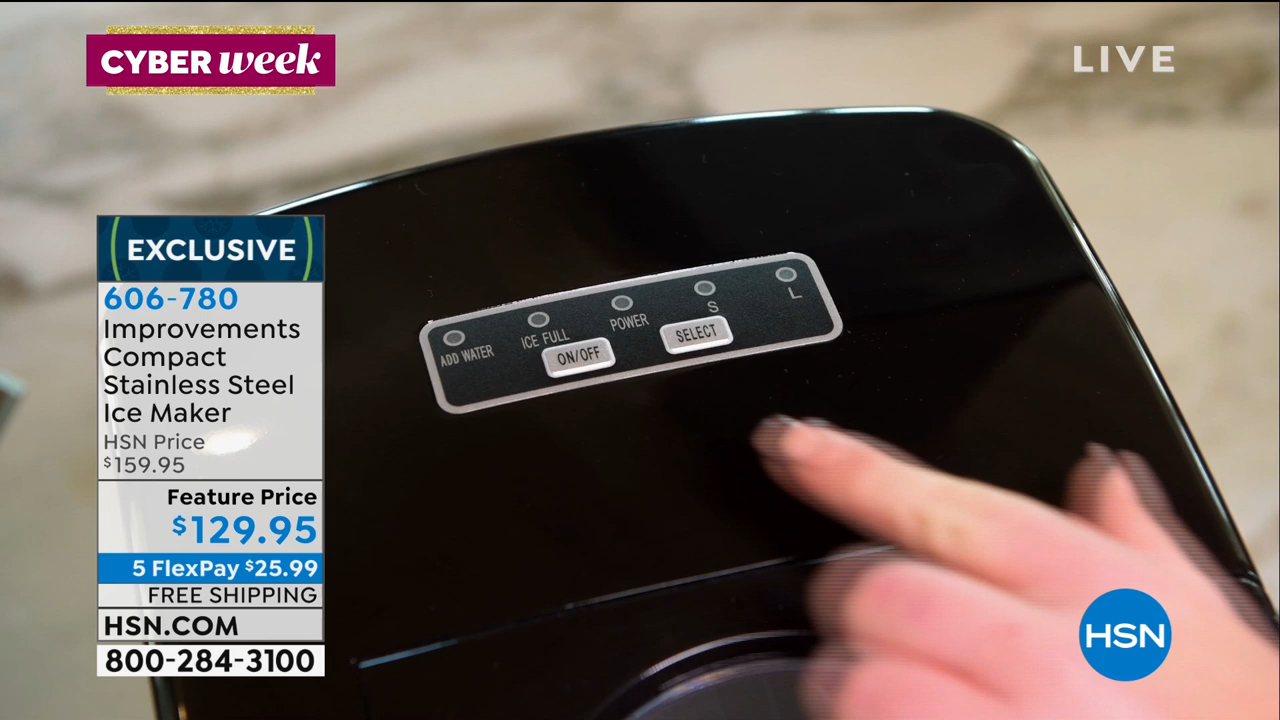 CYBER week
LIVE
EXCLUSIVE
606-780
Improvements
Compact
Stainless Steel
Ice Maker
HSN Price
$159.95
Feature Price
$129.95
5 FlexPay $25.99
FREE SHIPPING
HSN.COM
800-284-3100
ADD WATER
ICE FULL
POWER
S
L
ON/OFF
SELECT
HSN